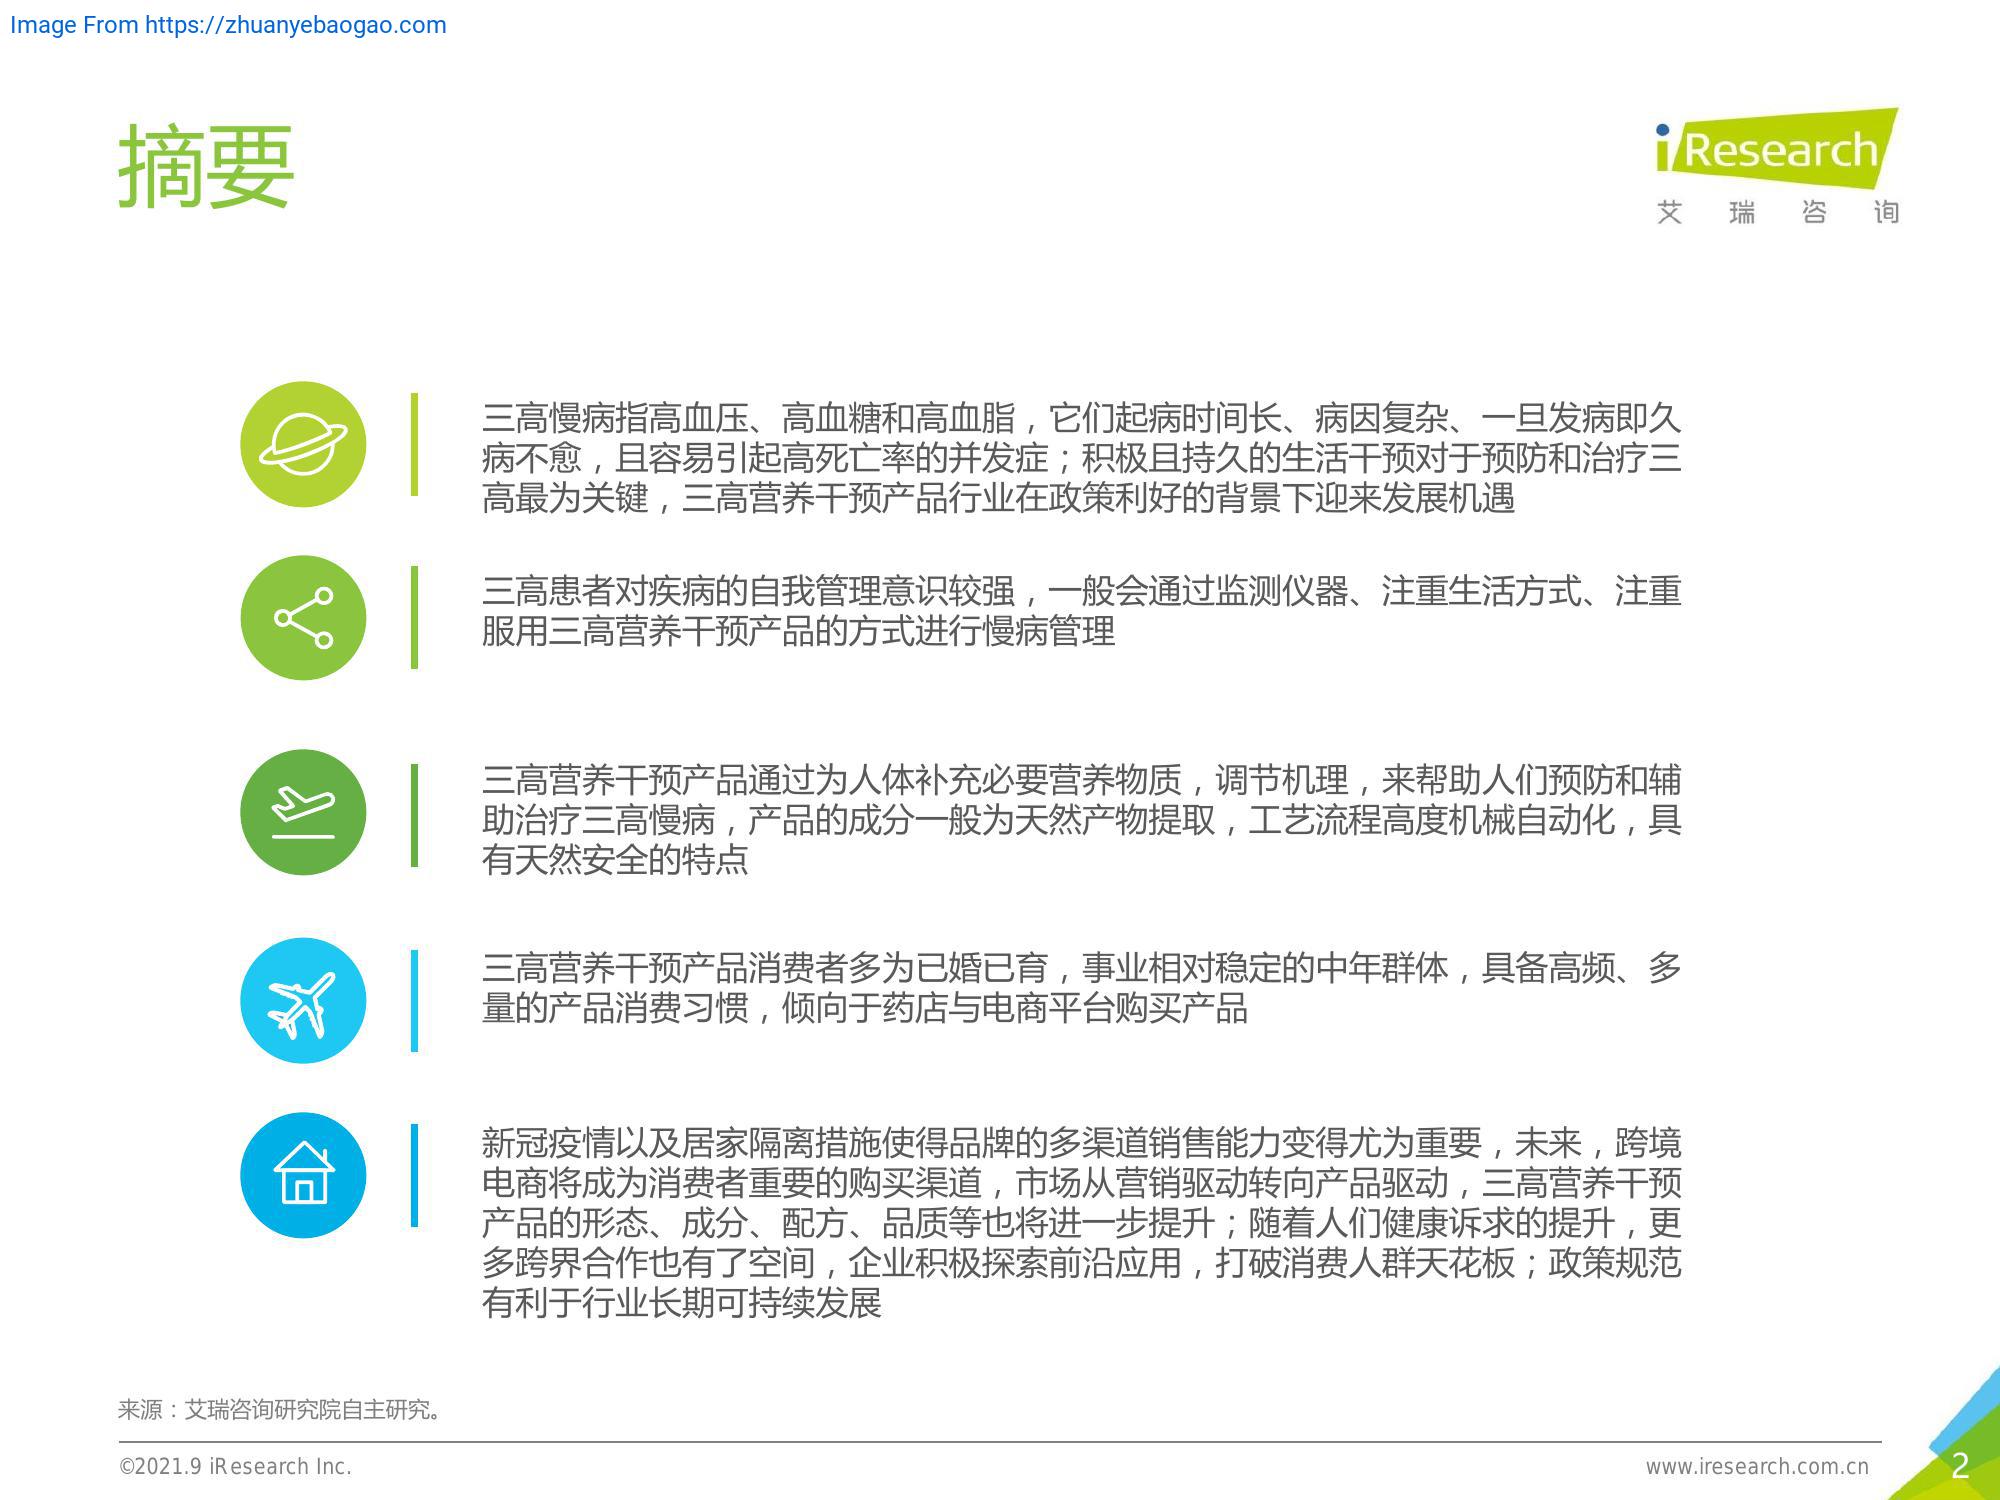 Image From https://zhuanyebaogao.com
摘要
iResearch
艾瑞咨询
三高慢病指高血压、高血糖和高血脂，它们起病时间长、病因复杂、一旦发病即久
病不愈，且容易引起高死亡率的并发症；积极且持久的生活干预对于预防和治疗三
高最为关键，三高营养干预产品行业在政策利好的背景下迎来发展机遇
三高患者对疾病的自我管理意识较强，一般会通过监测仪器、注重生活方式、注重
服用三高营养干预产品的方式进行慢病管理
三高营养干预产品通过为人体补充必要营养物质，调节机理，来帮助人们预防和辅
助治疗三高慢病，产品的成分一般为天然产物提取，工艺流程高度机械自动化，具
有天然安全的特点
三高营养干预产品消费者多为已婚已育，事业相对稳定的中年群体，具备高频、多
量的产品消费习惯，倾向于药店与电商平台购买产品
新冠疫情以及居家隔离措施使得品牌的多渠道销售能力变得尤为重要，未来，跨境
电商将成为消费者重要的购买渠道，市场从营销驱动转向产品驱动，三高营养干预
产品的形态、成分、配方、品质等也将进一步提升；随着人们健康诉求的提升，更
多跨界合作也有了空间，企业积极探索前沿应用，打破消费人群天花板；政策规范
有利于行业长期可持续发展
来源：艾瑞咨询研究院自主研究。
©2021.9 iResearch Inc.
www.iresearch.com.cn
2